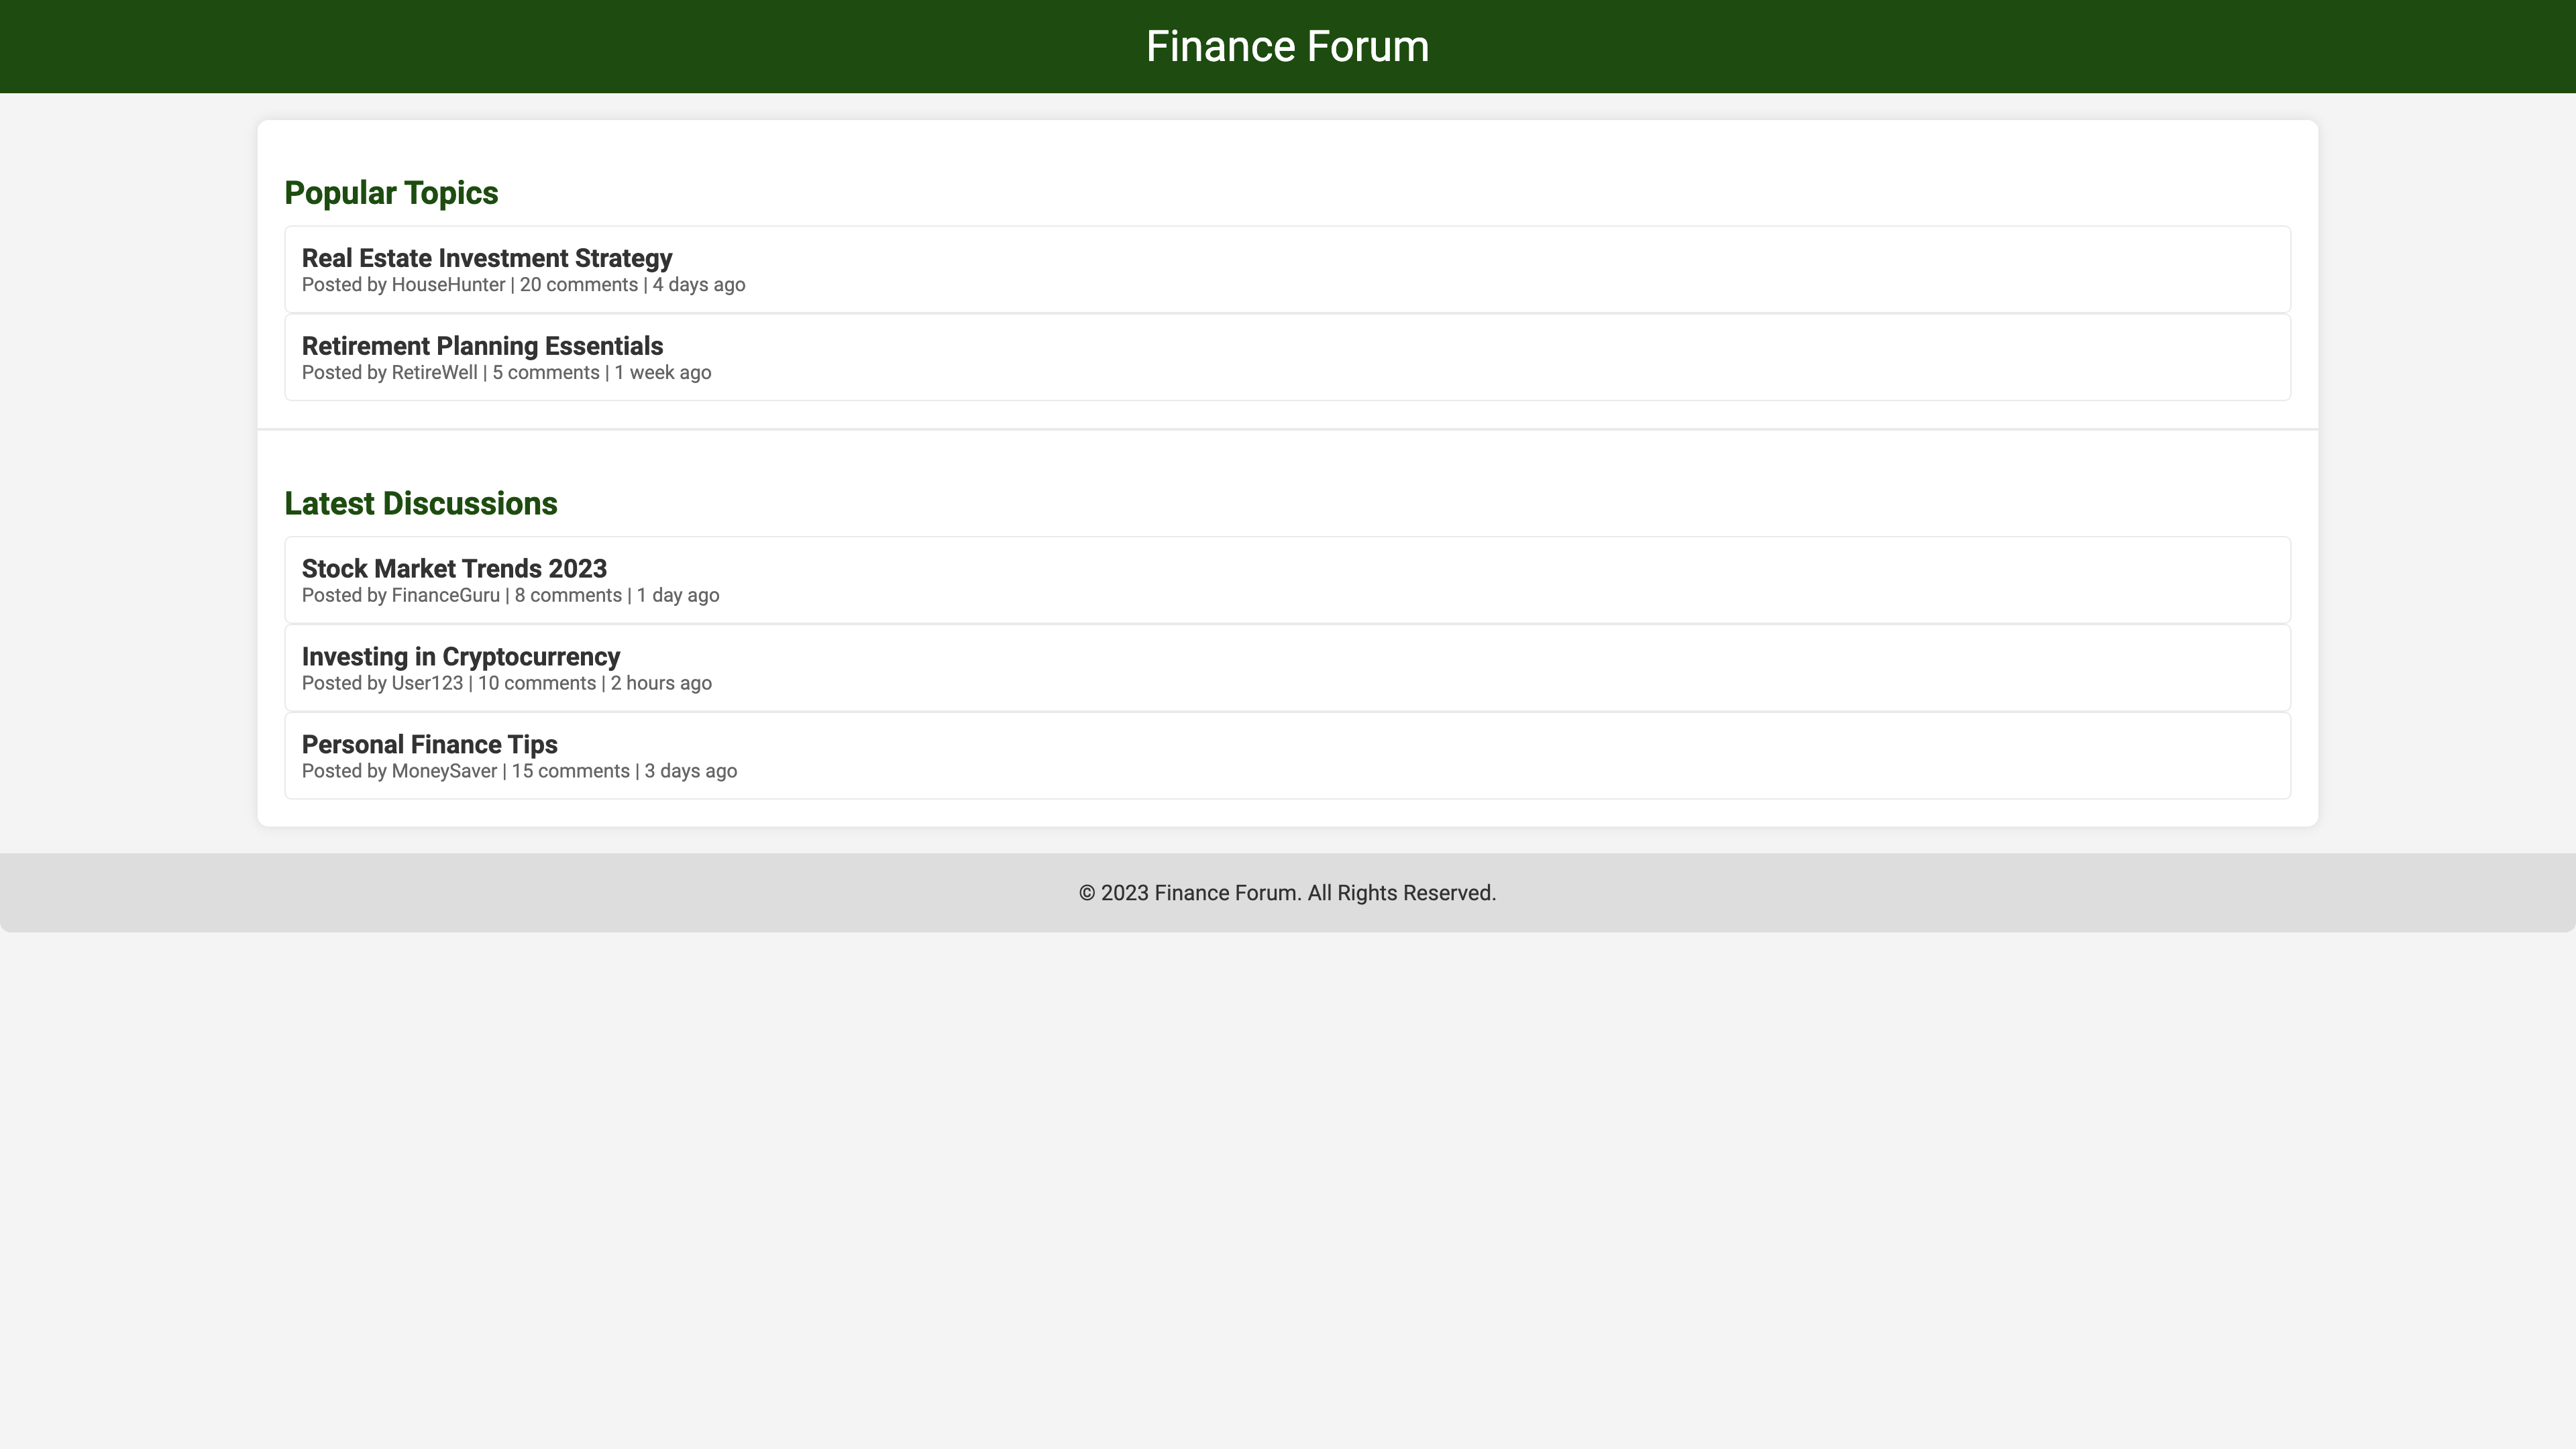 Finance Forum
Popular Topics
Real Estate Investment Strategy
Posted by HouseHunter | 20 comments | 4 days ago
Retirement Planning Essentials
Posted by RetireWell | 5 comments | 1 week ago
Latest Discussions
Stock Market Trends 2023
Posted by FinanceGuru | 8 comments | 1 day ago
Investing in Cryptocurrency
Posted by User123 | 10 comments | 2 hours ago
Personal Finance Tips
Posted by MoneySaver | 15 comments | 3 days ago
© 2023 Finance Forum. All Rights Reserved.